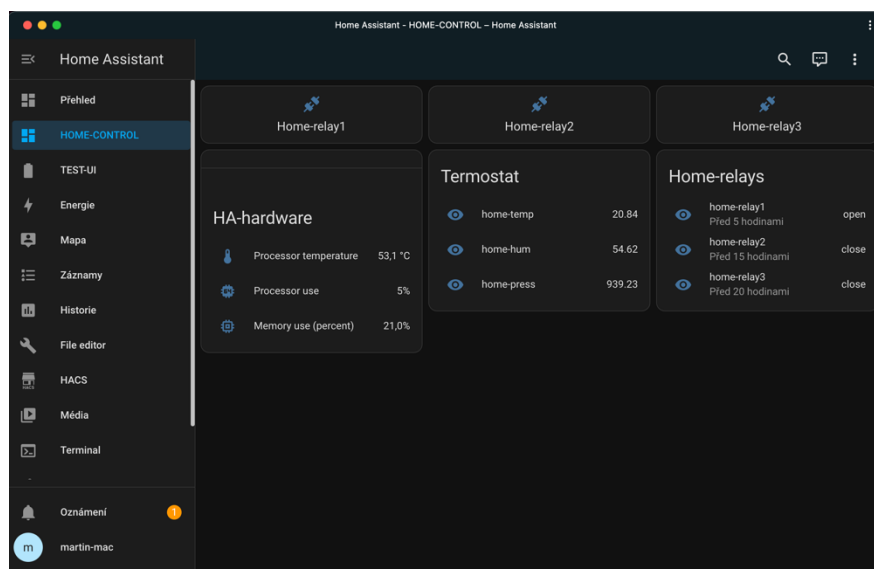 Home Assistant - HOME-CONTROL – Home Assistant
Home Assistant
Přehled
HOME-CONTROL
TEST-UI
Energie
Mapa
Záznamy
Historie
File editor
HACS
Média
Terminal
Oznámení 1
m martin-mac
Home-relay1
Home-relay2
Home-relay3
HA-hardware
Processor temperature 53,1 °C
Processor use 5%
Memory use (percent) 21,0%
Termostat
home-temp 20.84
home-hum 54.62
home-press 939.23
Home-relays
home-relay1 open
Před 5 hodinami
home-relay2 close
Před 15 hodinami
home-relay3 close
Před 20 hodinami